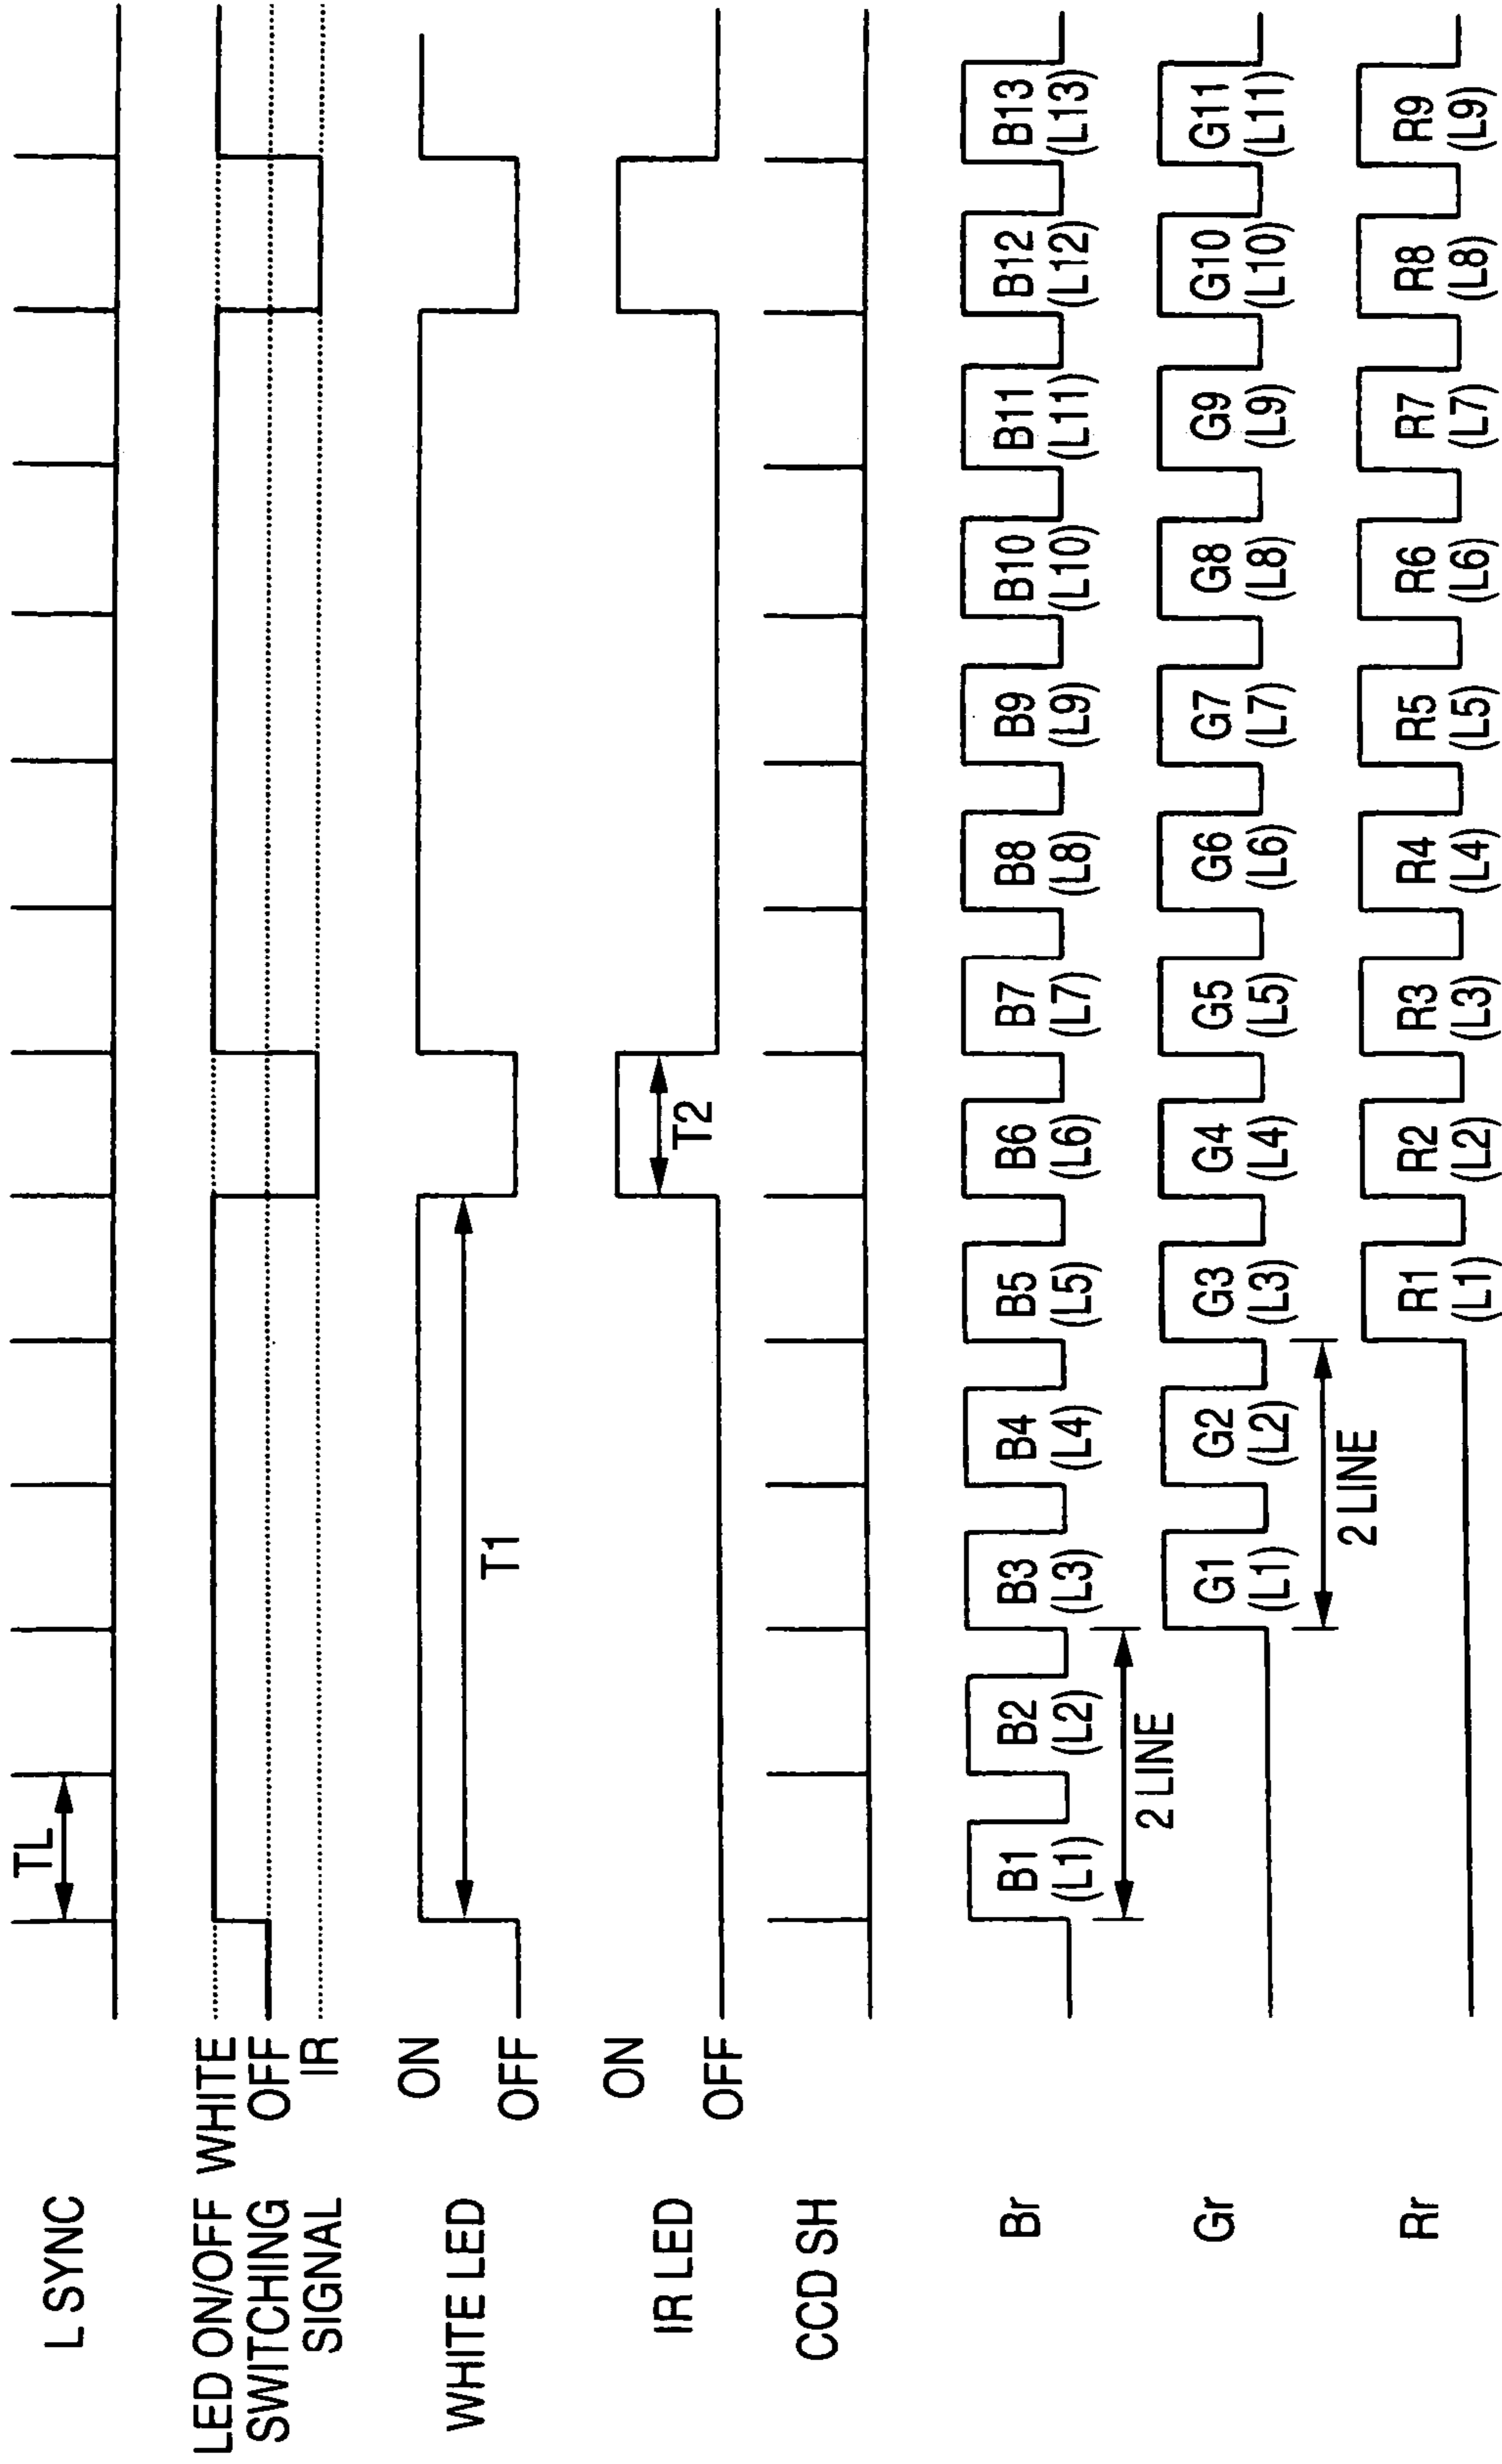 L SYNC
TL
LED ON/OFF
SWITCHING
SIGNAL
WHITE
OFF
IR
WHITE LED
ON
OFF
T1
IR LED
ON
OFF
T2
CCD SH
Br
B1
(L1)
B2
(L2)
B3
(L3)
B4
(L4)
B5
(L5)
B6
(L6)
B7
(L7)
B8
(L8)
B9
(L9)
B10
(L10)
B11
(L11)
B12
(L12)
B13
(L13)
2 LINE
Gr
G1
(L1)
G2
(L2)
G3
(L3)
G4
(L4)
G5
(L5)
G6
(L6)
G7
(L7)
G8
(L8)
G9
(L9)
G10
(L10)
G11
(L11)
2 LINE
Rr
R1
(L1)
R2
(L2)
R3
(L3)
R4
(L4)
R5
(L5)
R6
(L6)
R7
(L7)
R8
(L8)
R9
(L9)